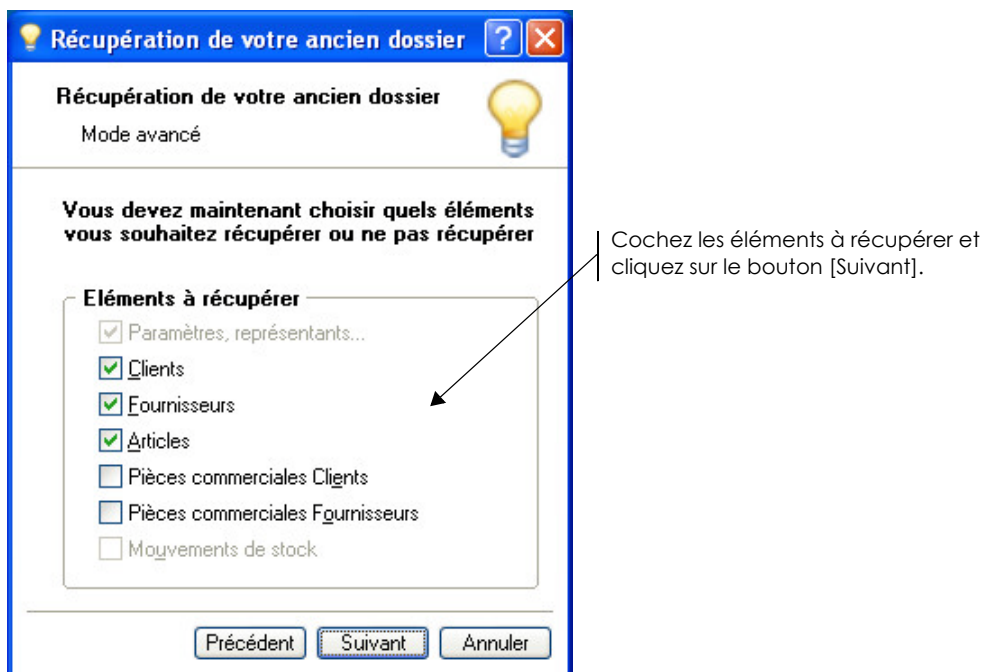 Récupération de votre ancien dossier
Récupération de votre ancien dossier
Mode avancé
Vous devez maintenant choisir quels éléments
vous souhaitez récupérer ou ne pas récupérer
Cochez les éléments à récupérer et
cliquez sur le bouton [Suivant].
Eléments à récupérer
Paramètres, représentants...
Clients
Fournisseurs
Articles
Pièces commerciales Clients
Pièces commerciales Fournisseurs
Mouvements de stock
Précédent Suivant Annuler